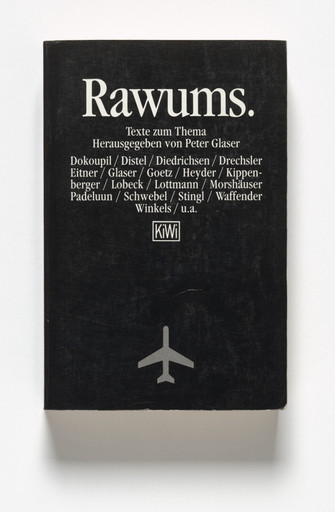 Rawums.
Texte zum Thema
Herausgegeben von Peter Glaser
Dokoupil / Distel / Diedrichsen / Drechsler
Eitner / Glaser / Goetz / Heyder / Kippen-
berger / Lobeck / Lottmann / Morshäuser
Padeluun / Schwebel / Stingl / Waffender
Winkels / u.a.
KiWi